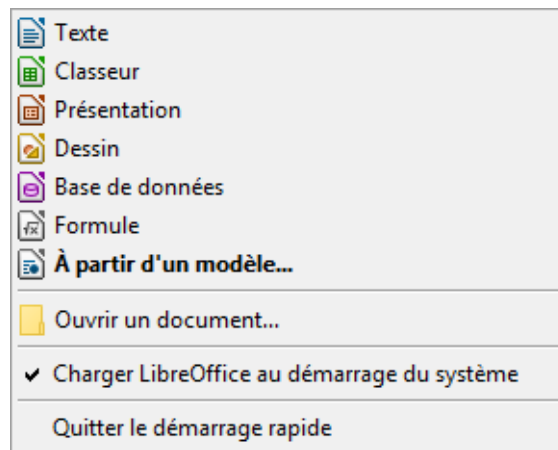 Texte
Classeur
Présentation
Dessin
Base de données
Formule
À partir d'un modèle...
Ouvrir un document...
Charger LibreOffice au démarrage du système
Quitter le démarrage rapide